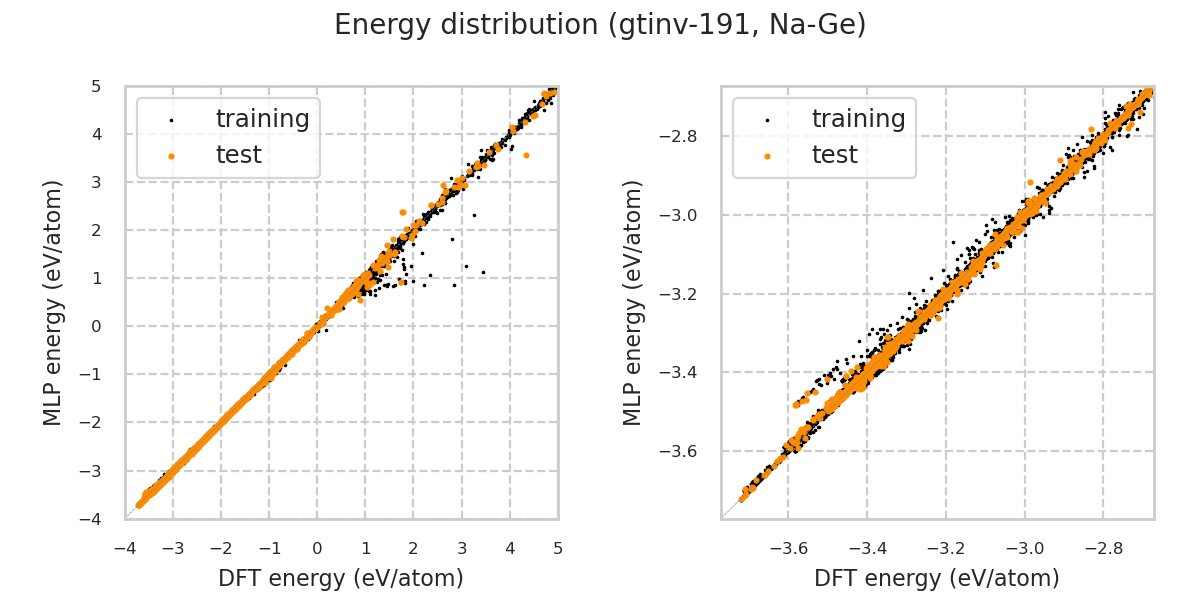 Energy distribution (gtinv-191, Na-Ge)
MLP energy (eV/atom)
5
4
3
2
1
0
−1
−2
−3
−4
training
test
−4 −3 −2 −1 0 1 2 3 4 5
DFT energy (eV/atom)
MLP energy (eV/atom)
−2.8
−3.0
−3.2
−3.4
−3.6
training
test
−3.6 −3.4 −3.2 −3.0 −2.8
DFT energy (eV/atom)